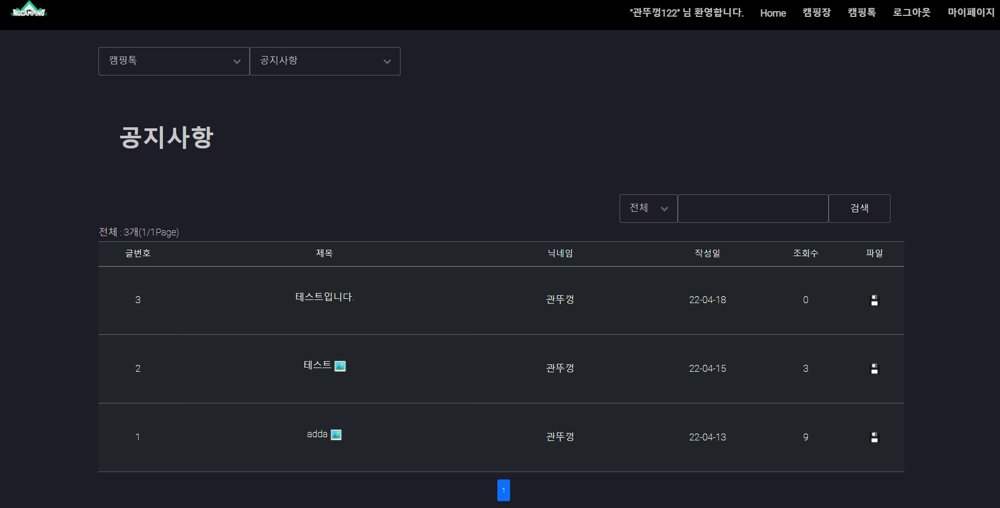 NGCAMPING
"관뚜껑122" 님 환영합니다. Home 캠핑장 캠핑톡 로그아웃 마이페이지
캠핑톡 공지사항
공지사항
전체 검색
전체 : 3개(1/1Page)
글번호 제목 닉네임 작성일 조회수 파일
3 테스트입니다. 관뚜껑 22-04-18 0
2 테스트 관뚜껑 22-04-15 3
1 adda 관뚜껑 22-04-13 9
1